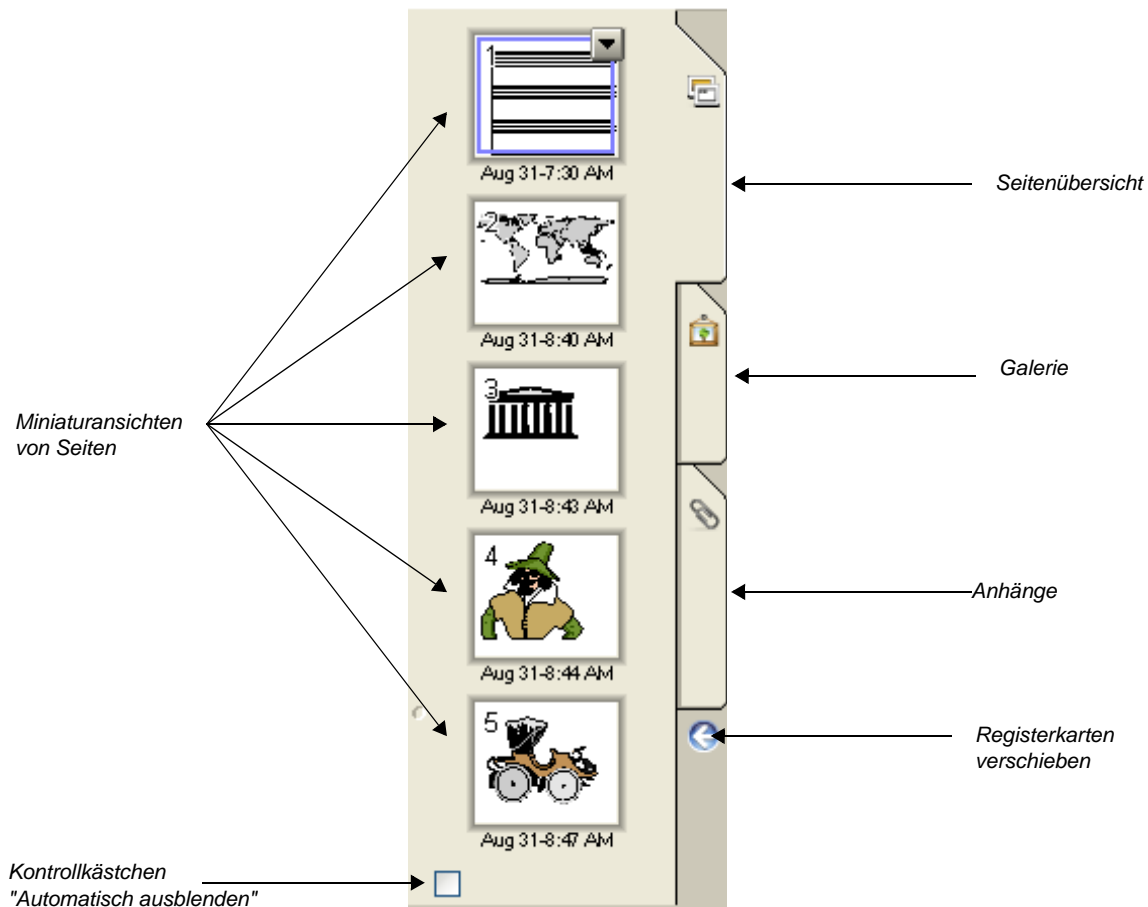 1
Aug 31-7:30 AM
Seitenübersicht
2
Aug 31-8:40 AM
Galerie
3
Miniaturansichten
von Seiten
Aug 31-8:43 AM
4
Anhänge
Aug 31-8:44 AM
5
Registerkarten
verschieben
Aug 31-8:47 AM
Kontrollkästchen
"Automatisch ausblenden"